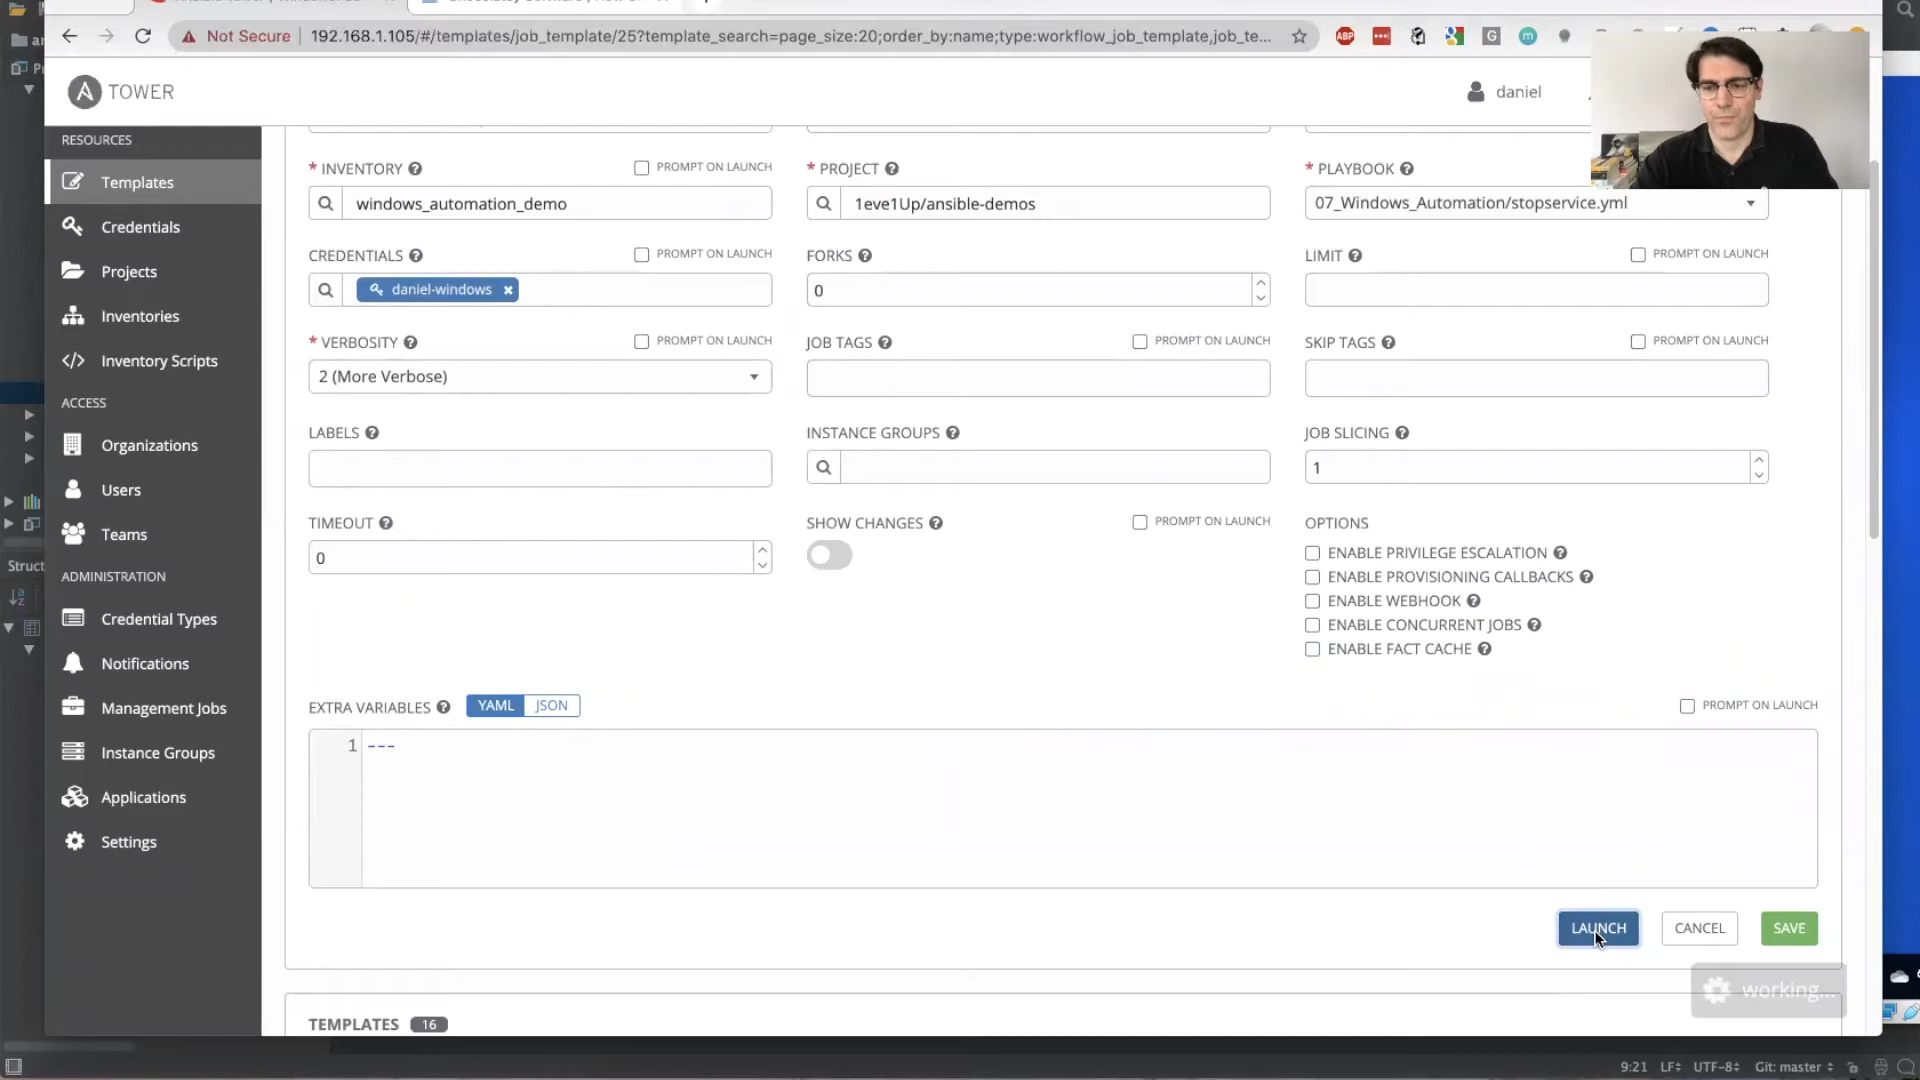 Not Secure
192.168.1.105/#/templates/job_template/25?template_search=page_size:20;order_by:name;type:workflow_job_template,job_te...
ABP
G
m
A TOWER
daniel
RESOURCES
Templates
Credentials
Projects
Inventories
Inventory Scripts
ACCESS
Organizations
Users
Teams
ADMINISTRATION
Credential Types
Notifications
Management Jobs
Instance Groups
Applications
Settings
* INVENTORY PROMPT ON LAUNCH
windows_automation_demo
* PROJECT
1eve1Up/ansible-demos
* PLAYBOOK
07_Windows_Automation/stopservice.yml
CREDENTIALS PROMPT ON LAUNCH
daniel-windows
FORKS
0
LIMIT PROMPT ON LAUNCH
* VERBOSITY PROMPT ON LAUNCH
2 (More Verbose)
JOB TAGS PROMPT ON LAUNCH
SKIP TAGS PROMPT ON LAUNCH
LABELS
INSTANCE GROUPS
JOB SLICING
1
TIMEOUT
0
SHOW CHANGES PROMPT ON LAUNCH
OPTIONS
ENABLE PRIVILEGE ESCALATION
ENABLE PROVISIONING CALLBACKS
ENABLE WEBHOOK
ENABLE CONCURRENT JOBS
ENABLE FACT CACHE
EXTRA VARIABLES YAML JSON PROMPT ON LAUNCH
1 ---
LAUNCH CANCEL SAVE
working...
TEMPLATES 16
Struct
9:21 LF UTF-8 Git: master